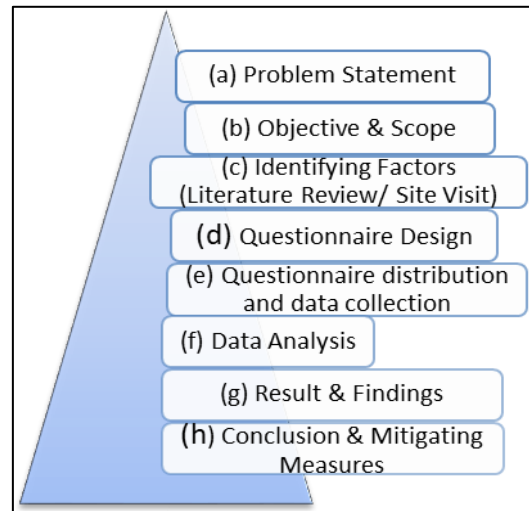 (a) Problem Statement
(b) Objective & Scope
(c) Identifying Factors
(Literature Review/ Site Visit)
(d) Questionnaire Design
(e) Questionnaire distribution
and data collection
(f) Data Analysis
(g) Result & Findings
(h) Conclusion & Mitigating
Measures